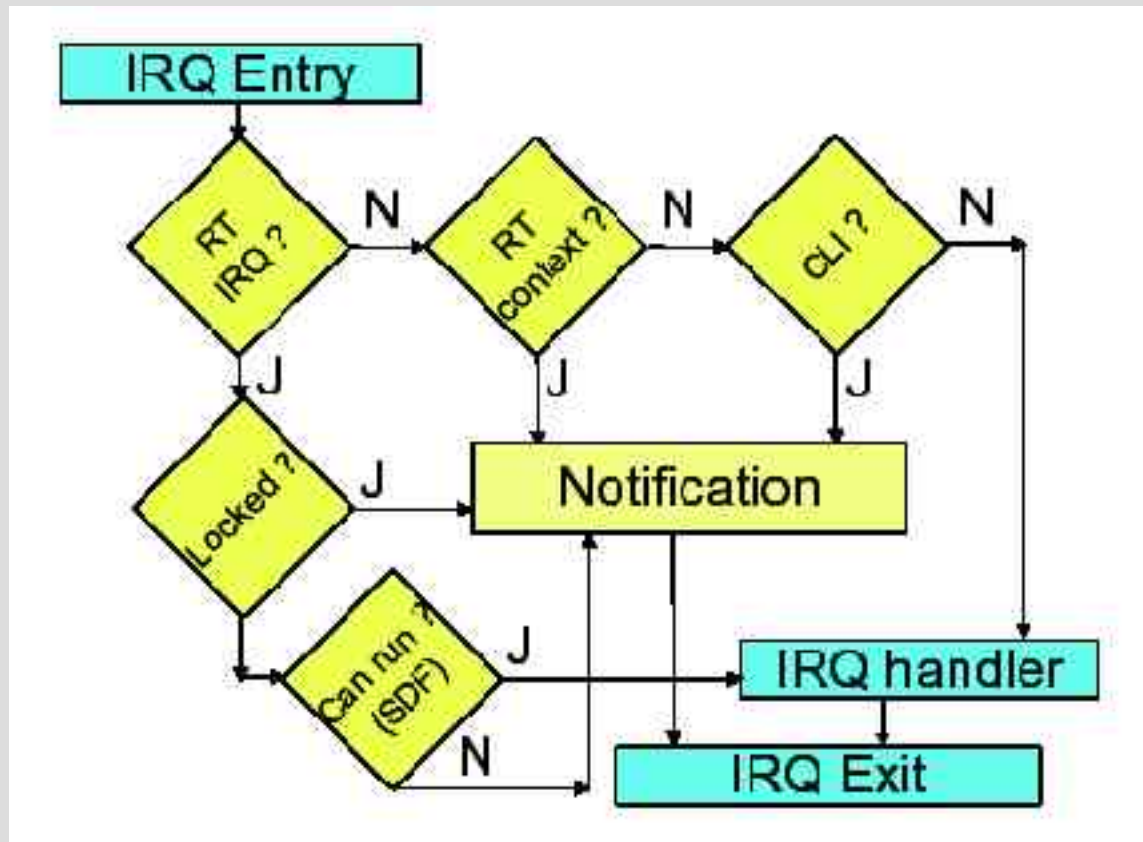 IRQ Entry
RT
IRQ ?
N
RT
context ?
N
CLI ?
N
J
J
J
Locked ?
J
Notification
Can run ?
(SDF)
J
N
IRQ handler
IRQ Exit